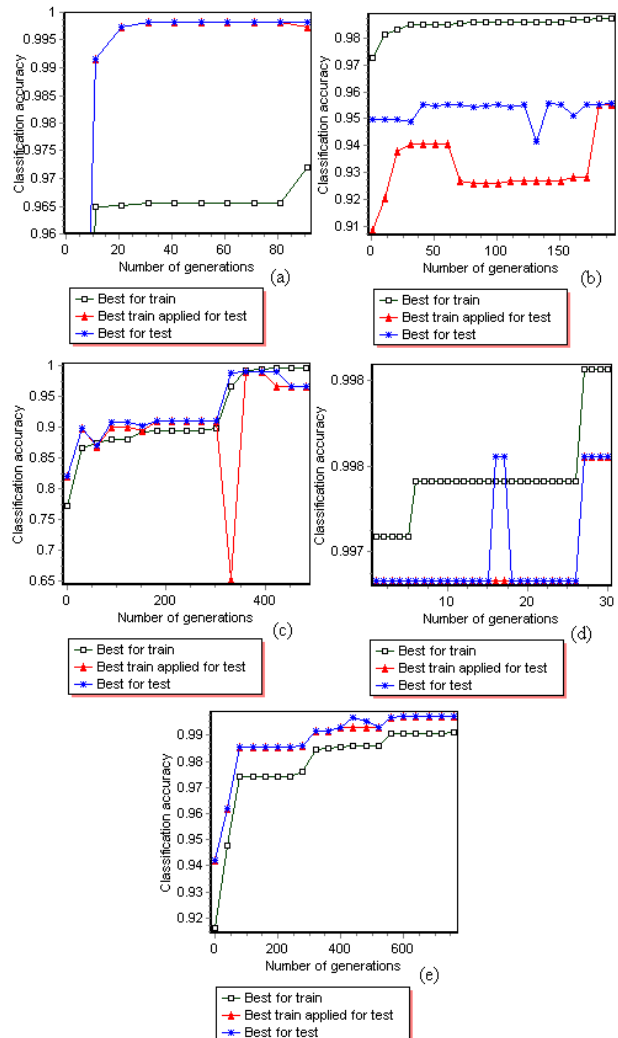 Classification accuracy
1
0.995
0.99
0.985
0.98
0.975
0.97
0.965
0.96
0 20 40 60 80
Number of generations
(a)
Best for train
Best train applied for test
Best for test
Classification accuracy
0.98
0.97
0.96
0.95
0.94
0.93
0.92
0.91
0 50 100 150
Number of generations
(b)
Best for train
Best train applied for test
Best for test
Classification accuracy
1
0.95
0.9
0.85
0.8
0.75
0.7
0.65
0 200 400
Number of generations
(c)
Best for train
Best train applied for test
Best for test
Classification accuracy
0.998
0.998
0.997
10 20 30
Number of generations
(d)
Best for train
Best train applied for test
Best for test
Classification accuracy
0.99
0.98
0.97
0.96
0.95
0.94
0.93
0.92
0 200 400 600
Number of generations
(e)
Best for train
Best train applied for test
Best for test